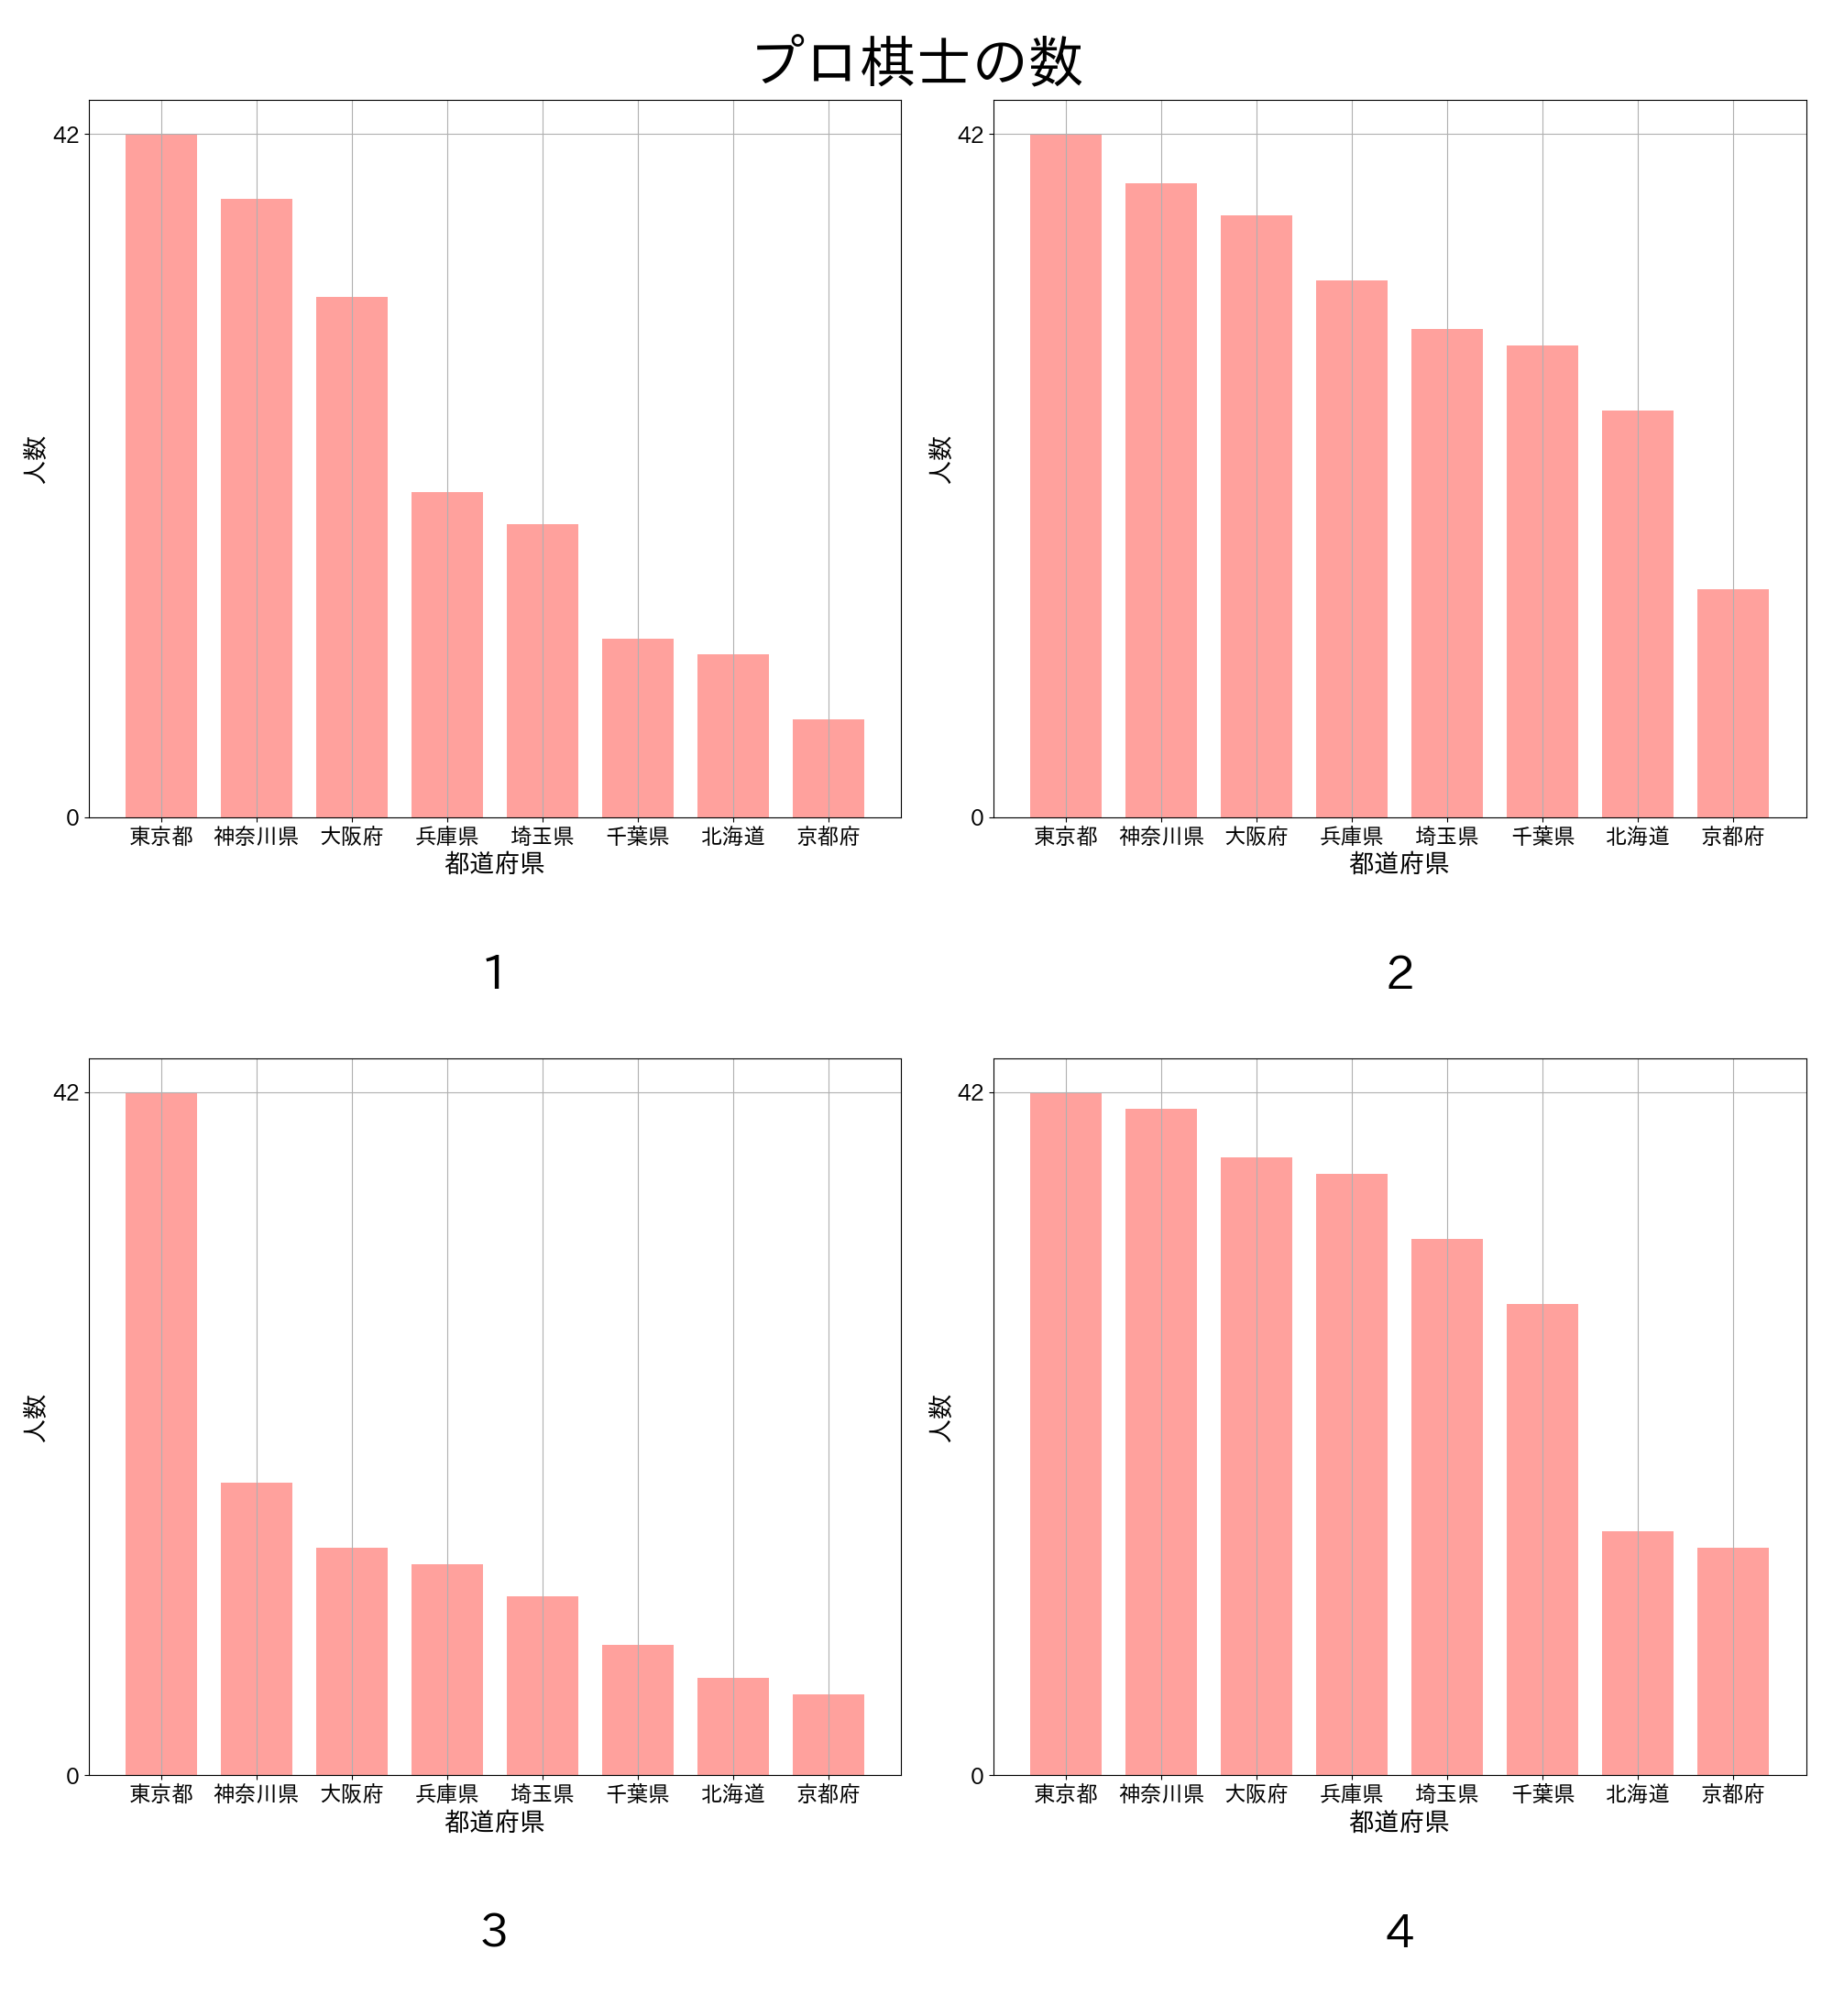 プロ棋士の数
42
0
人数
東京都 神奈川県 大阪府 兵庫県 埼玉県 千葉県 北海道 京都府
都道府県
1
42
0
人数
東京都 神奈川県 大阪府 兵庫県 埼玉県 千葉県 北海道 京都府
都道府県
2
42
0
人数
東京都 神奈川県 大阪府 兵庫県 埼玉県 千葉県 北海道 京都府
都道府県
3
42
0
人数
東京都 神奈川県 大阪府 兵庫県 埼玉県 千葉県 北海道 京都府
都道府県
4